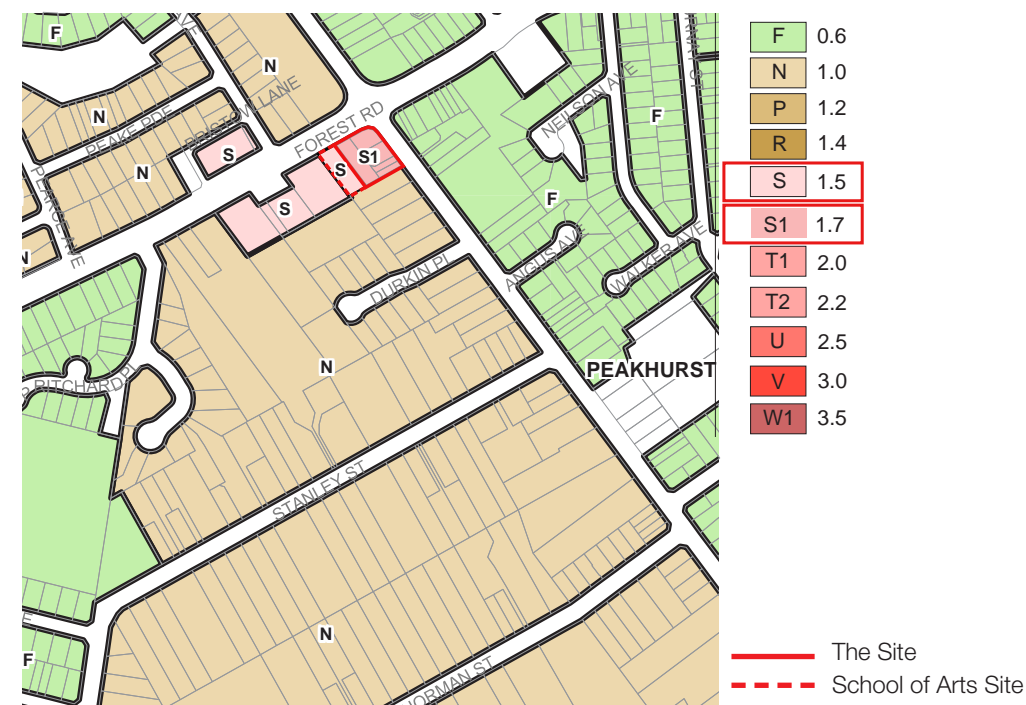 F
N
N
PEAKE PDE
BRISTOW LANE
S
N
PEARCE AVE
N
FOREST RD
S
S1
S
NEILSON AVE
F
F
ANGUS AVE
WALKER AVE
DURKIN PL
N
PEAKHURST
PRITCHARD PL
STANLEY ST
NORMAN ST
N
F
F 0.6
N 1.0
P 1.2
R 1.4
S 1.5
S1 1.7
T1 2.0
T2 2.2
U 2.5
V 3.0
W1 3.5
The Site
School of Arts Site